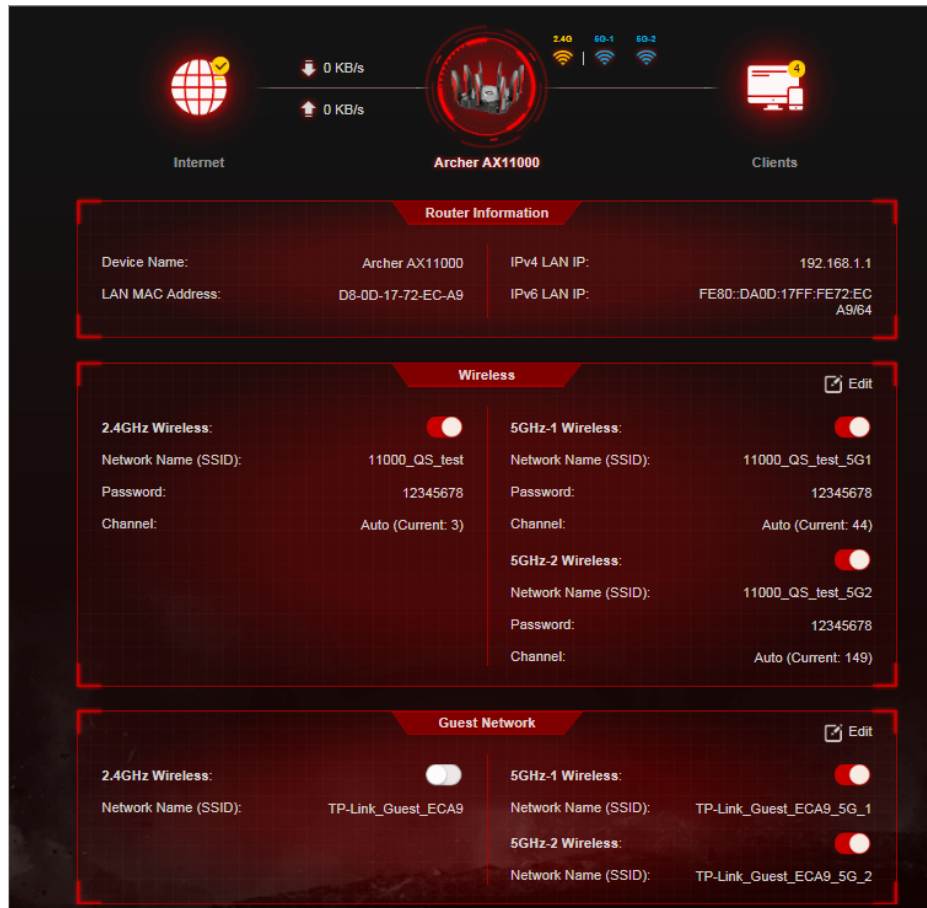 2.4G 5G-1 5G-2
4
0 KB/s
0 KB/s
Internet
Archer AX11000
Clients
Router Information
Device Name: Archer AX11000
IPv4 LAN IP: 192.168.1.1
LAN MAC Address: D8-0D-17-72-EC-A9
IPv6 LAN IP: FE80::DA0D:17FF:FE72:EC
A9/64
Wireless
Edit
2.4GHz Wireless:
Network Name (SSID): 11000_QS_test
Password: 12345678
Channel: Auto (Current: 3)
5GHz-1 Wireless:
Network Name (SSID): 11000_QS_test_5G1
Password: 12345678
Channel: Auto (Current: 44)
5GHz-2 Wireless:
Network Name (SSID): 11000_QS_test_5G2
Password: 12345678
Channel: Auto (Current: 149)
Guest Network
Edit
2.4GHz Wireless:
Network Name (SSID): TP-Link_Guest_ECA9
5GHz-1 Wireless:
Network Name (SSID): TP-Link_Guest_ECA9_5G_1
5GHz-2 Wireless:
Network Name (SSID): TP-Link_Guest_ECA9_5G_2